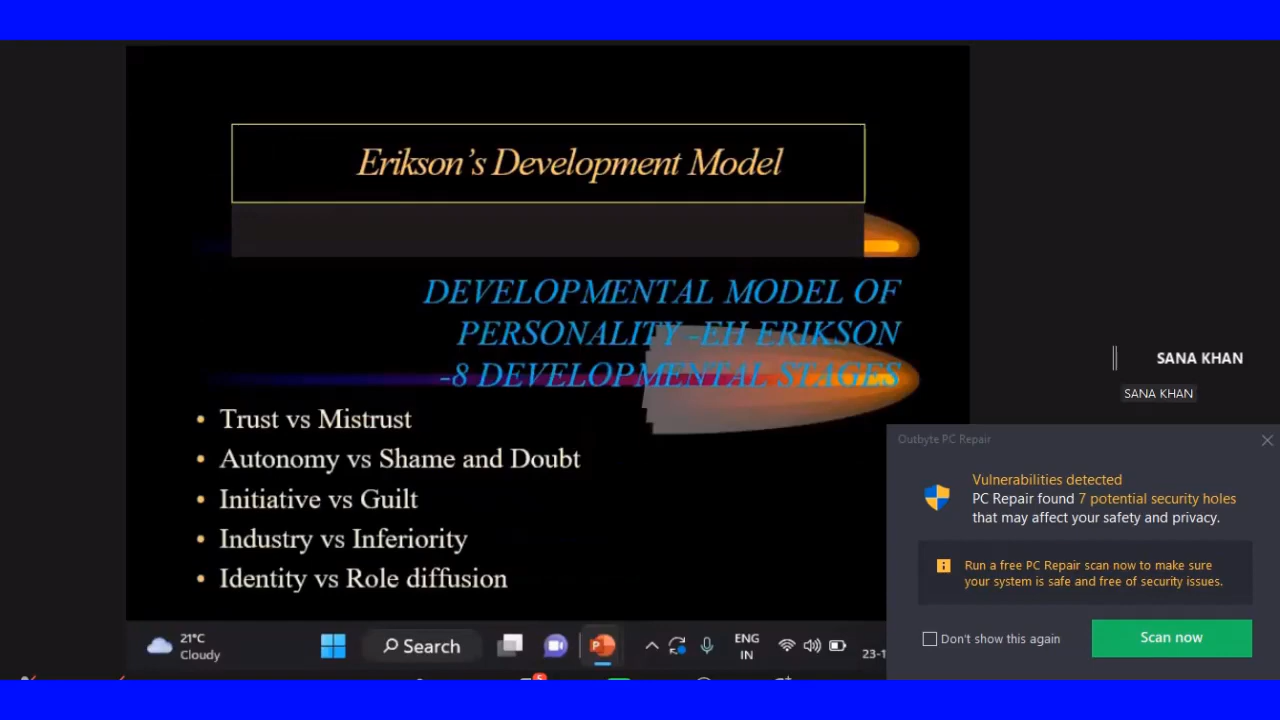 Erikson's Development Model
DEVELOPMENTAL MODEL OF
PERSONALITY -EH ERIKSON
-8 DEVELOPMENTAL STAGES
• Trust vs Mistrust
• Autonomy vs Shame and Doubt
• Initiative vs Guilt
• Industry vs Inferiority
• Identity vs Role diffusion
SANA KHAN
SANA KHAN
Outbyte PC Repair
Vulnerabilities detected
PC Repair found 7 potential security holes
that may affect your safety and privacy.
Run a free PC Repair scan now to make sure
your system is safe and free of security issues.
Don't show this again
Scan now
21°C
Cloudy
Search
ENG
IN
23-1
5